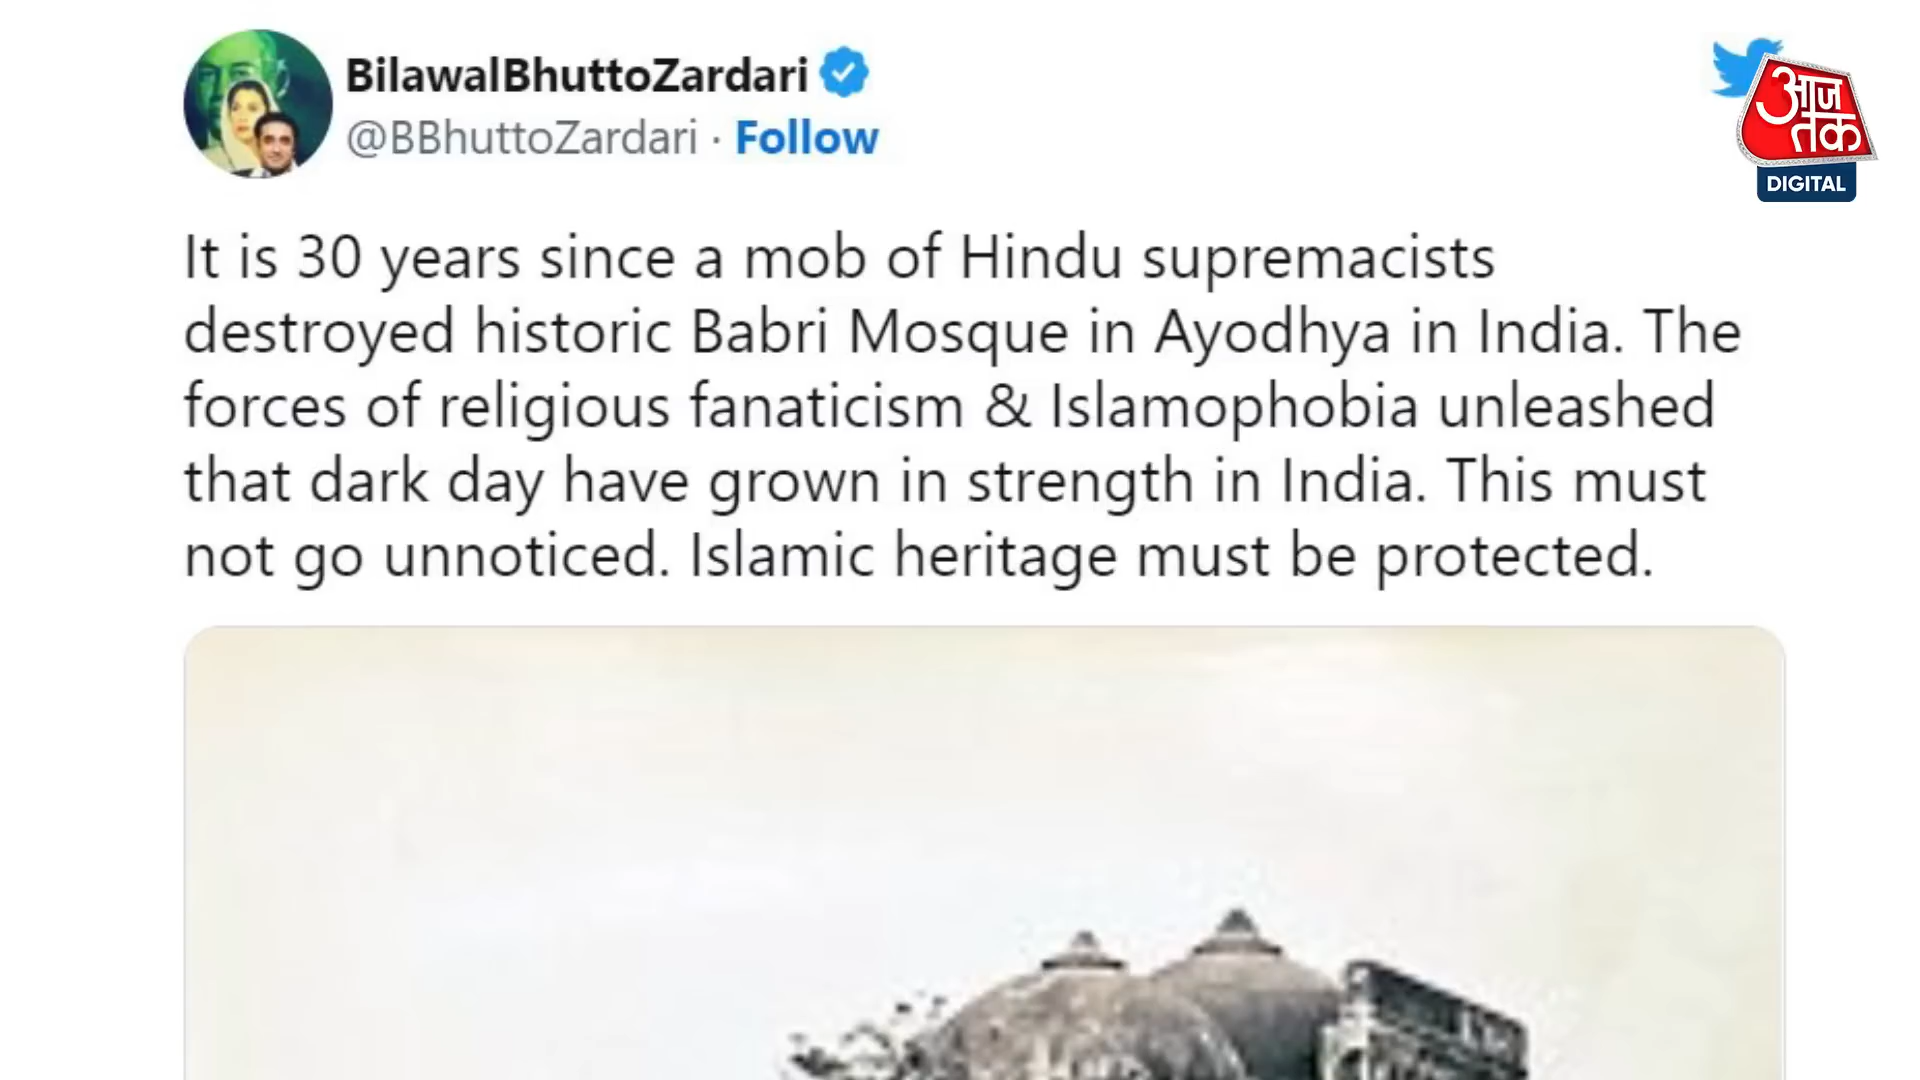 BilawalBhuttoZardari
@BBhuttoZardari · Follow
आज
तक
DIGITAL
It is 30 years since a mob of Hindu supremacists
destroyed historic Babri Mosque in Ayodhya in India. The
forces of religious fanaticism & Islamophobia unleashed
that dark day have grown in strength in India. This must
not go unnoticed. Islamic heritage must be protected.